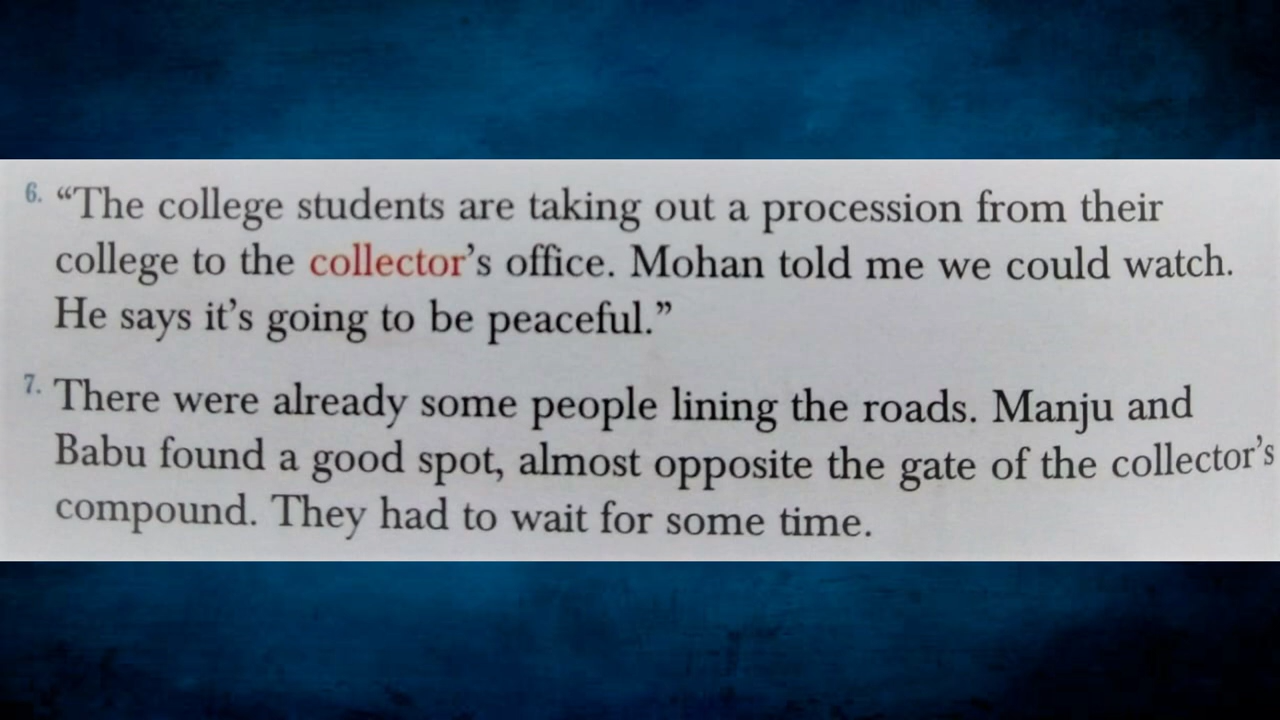 6. “The college students are taking out a procession from their
college to the collector’s office. Mohan told me we could watch.
He says it’s going to be peaceful.”
7. There were already some people lining the roads. Manju and
Babu found a good spot, almost opposite the gate of the collector’s
compound. They had to wait for some time.